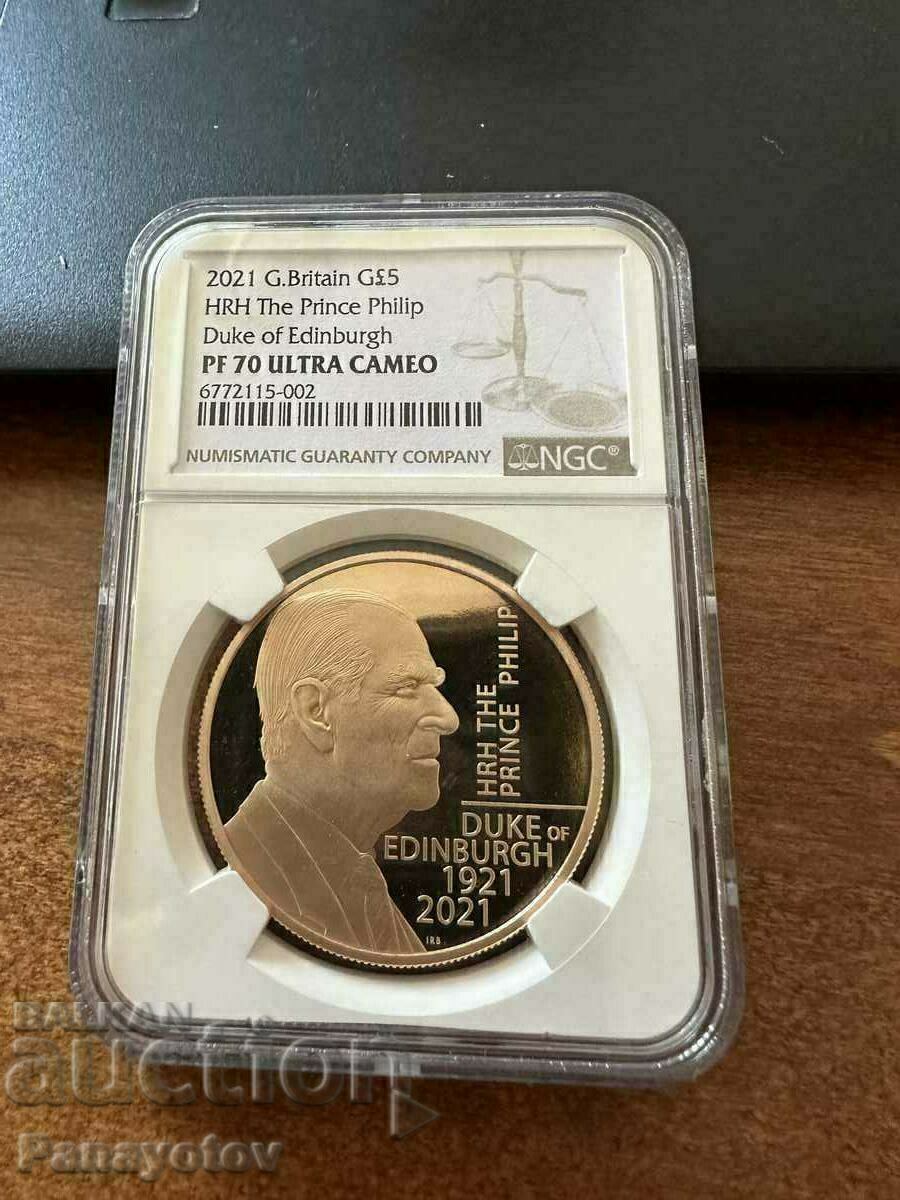 2021 G.Britain G£5
HRH The Prince Philip
Duke of Edinburgh
PF 70 ULTRA CAMEO
6772115-002
NUMISMATIC GUARANTY COMPANY
NGC®
HRH THE
PRINCE PHILIP
DUKE OF
EDINBURGH
1921
2021
IRB
BALKAN
auction
Panayotov